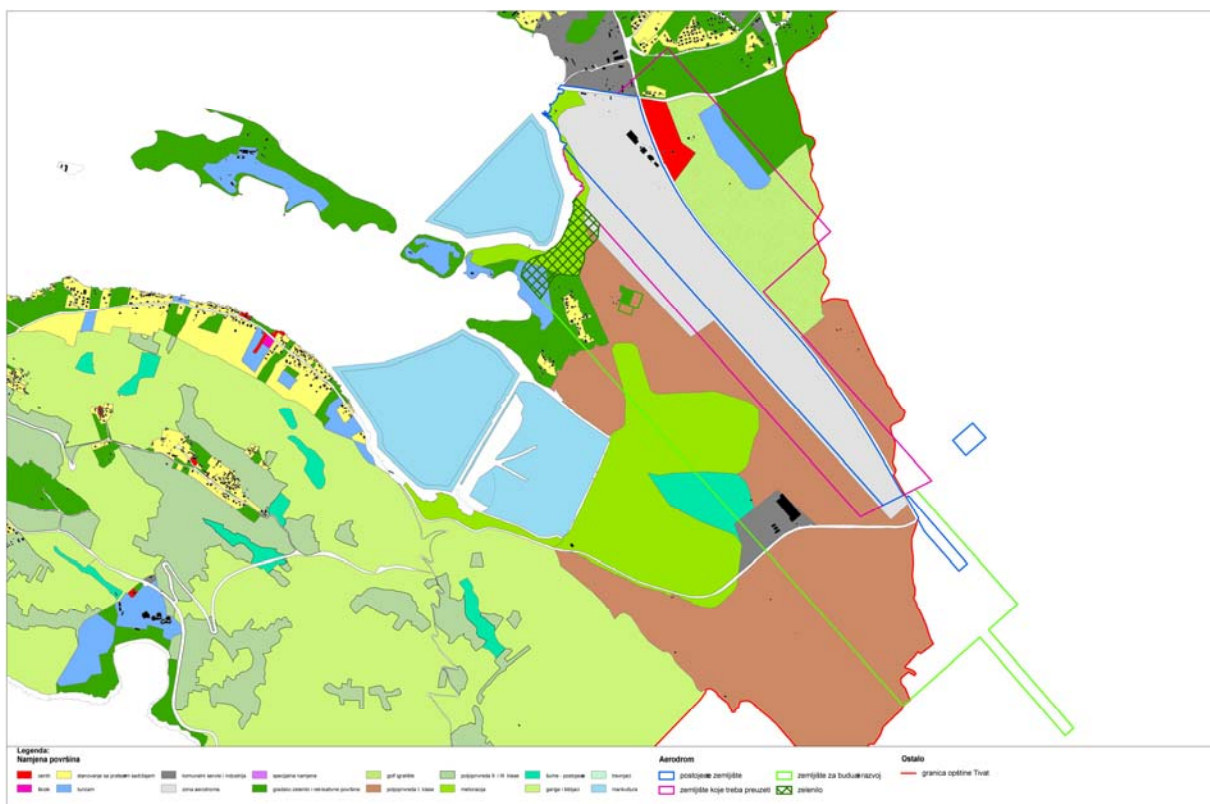 Legenda:
Namjena površina
centri
stanovanje sa pratećim sadržajem
komunalni servisi i industrija
specijalna namjena
golf igralište
poljoprivreda II i III klase
šume - postojeće
travnjaci
škole
turizam
zona aerodroma
gradsko zelenilo i rekreativne površine
poljoprivreda I. klase
melioracija
garige i šibljaci
marikultura
Aerodrom
postojeće zemljište
zemljište koje treba preuzeti
zemljište za budući razvoj
zelenilo
Ostalo
granica opštine Tivat